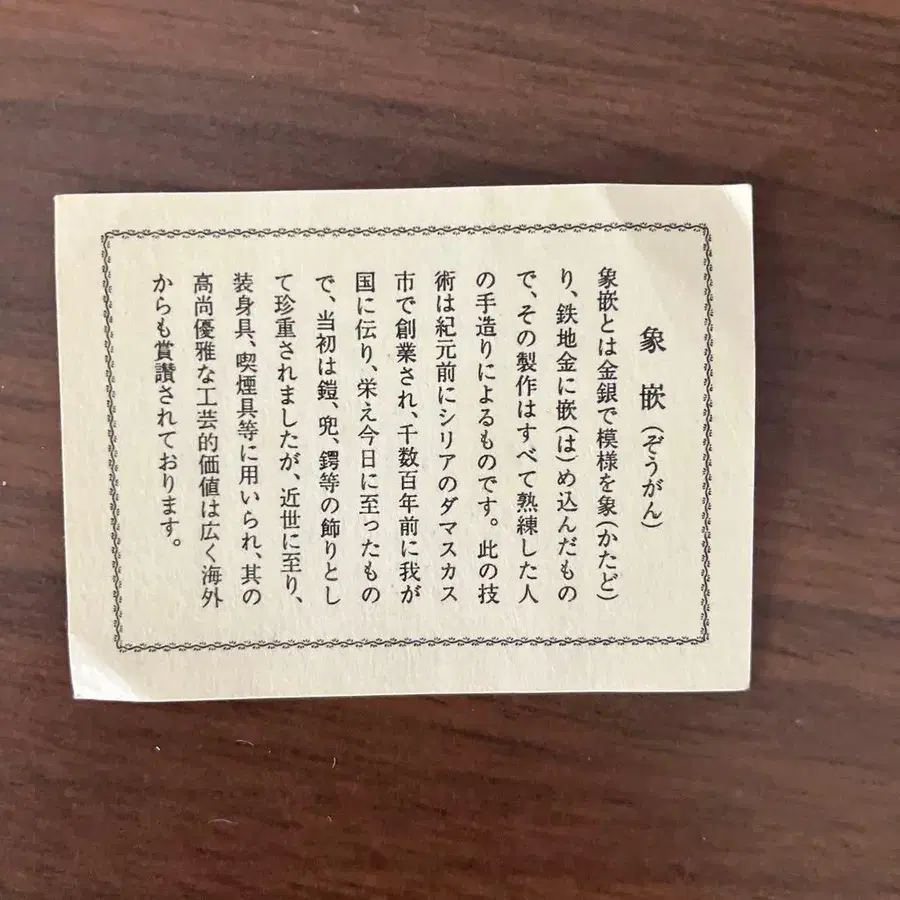 象嵌(ぞうがん)
象嵌とは金銀で模様を象(かたど)
り、鉄地金に嵌(は)め込んだもの
で、その製作はすべて熟練した人
の手造りによるものです。此の技
術は紀元前にシリアのダマスカス
市で創業され、千数百年前に我が
国に伝り、栄え今日に至ったもの
で、当初は鎧、兜、鍔等の飾りとし
て珍重されましたが、近世に至り、
装身具、喫煙具等に用いられ、其の
高尚優雅な工芸的価値は広く海外
からも賞讃されております。